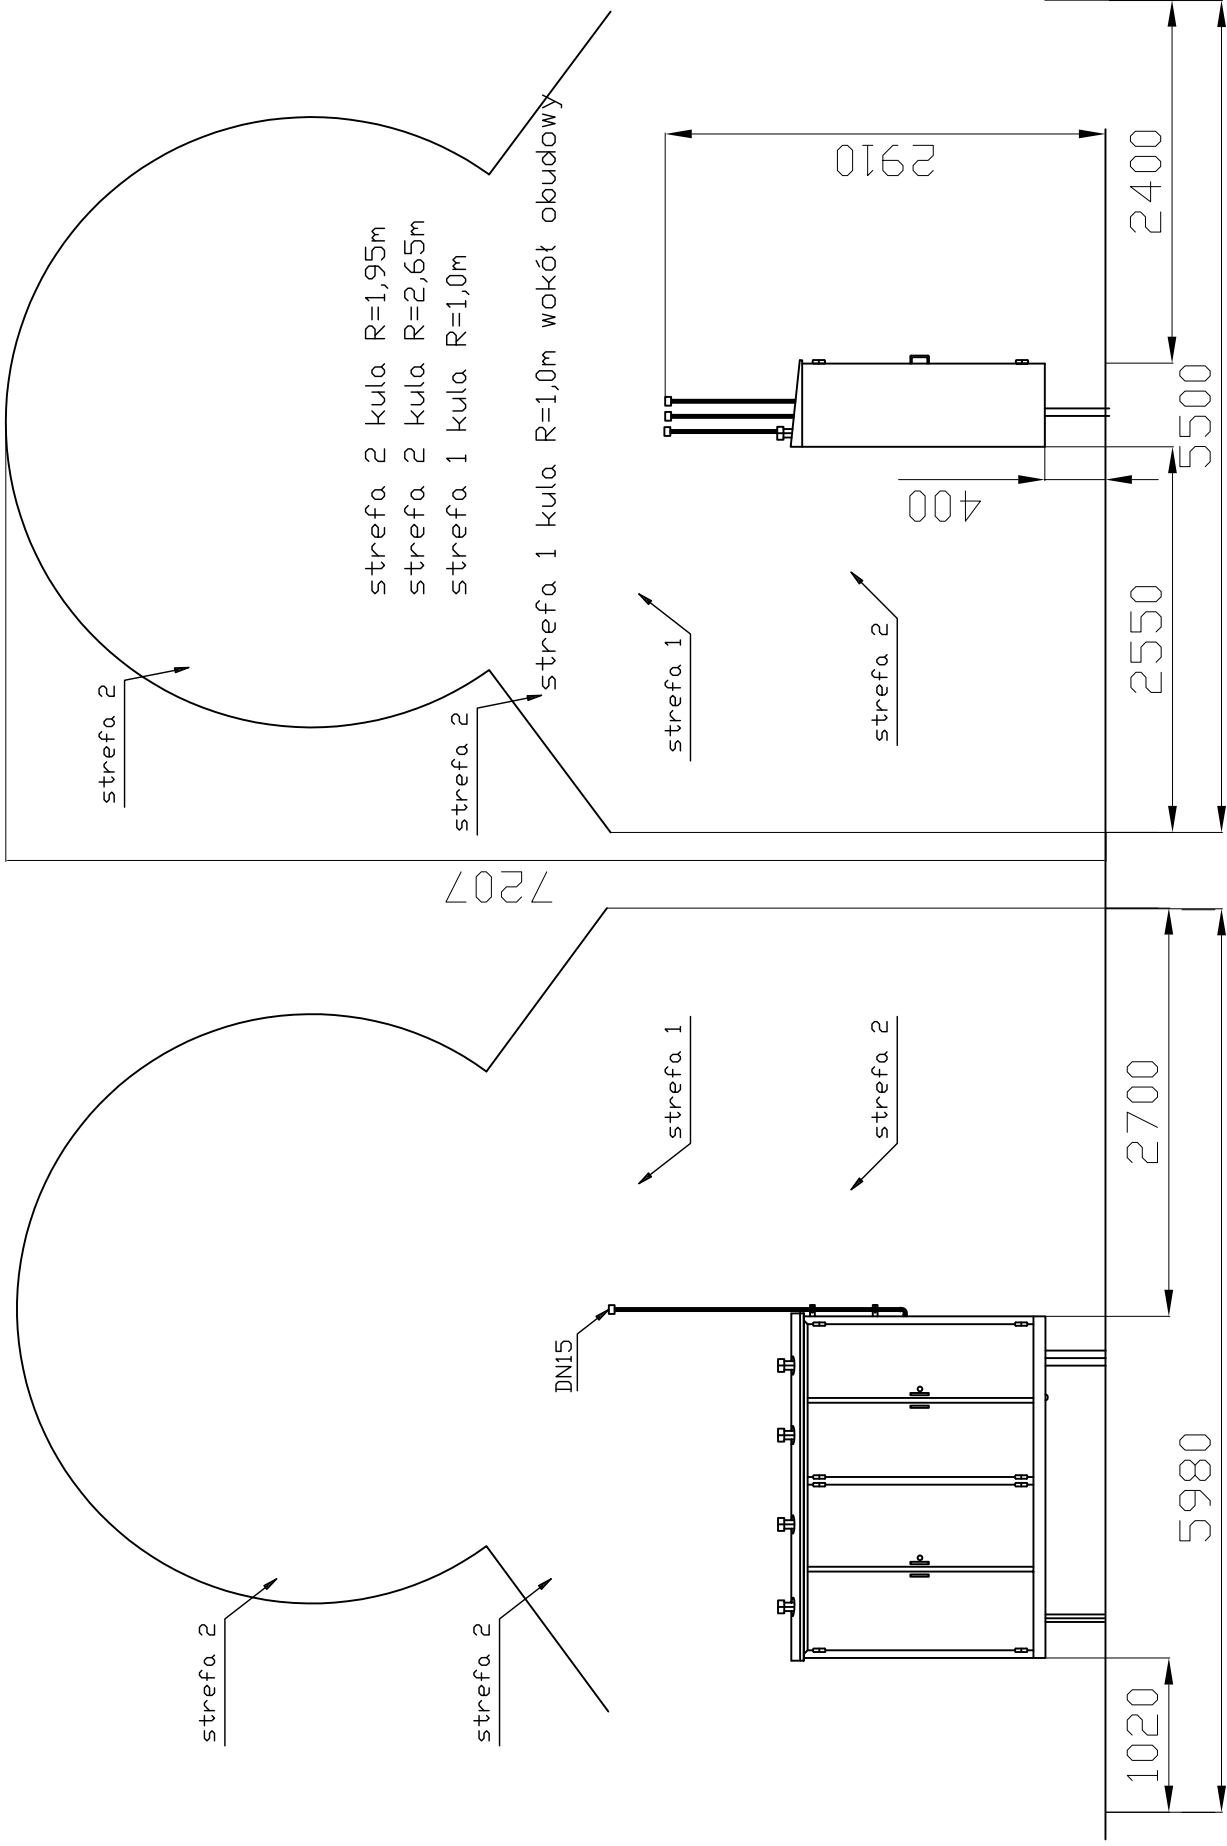 strefa 2
strefa 2
DN15
strefa 1
strefa 2
1020
2700
5980
7207
strefa 2
strefa 2
strefa 2 kula R=1,95m
strefa 2 kula R=2,65m
strefa 1 kula R=1,0m
strefa 1 kula R=1,0m wokół obudowy
strefa 1
strefa 2
2910
400
2550
2400
5500